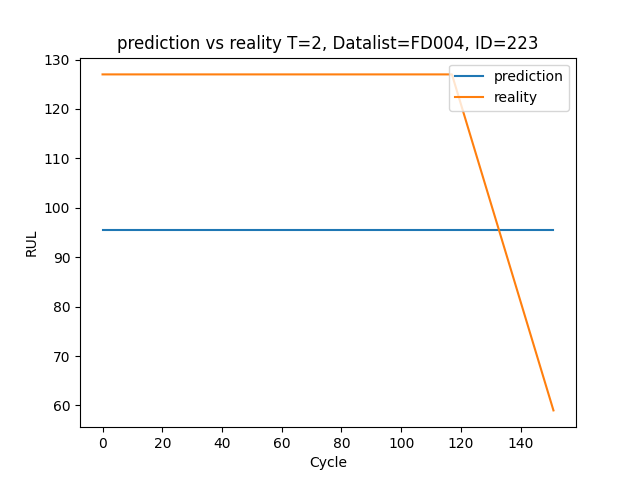 prediction vs reality T=2, Datalist=FD004, ID=223
prediction
reality
130
120
110
100
90
80
70
60
RUL
0 20 40 60 80 100 120 140
Cycle